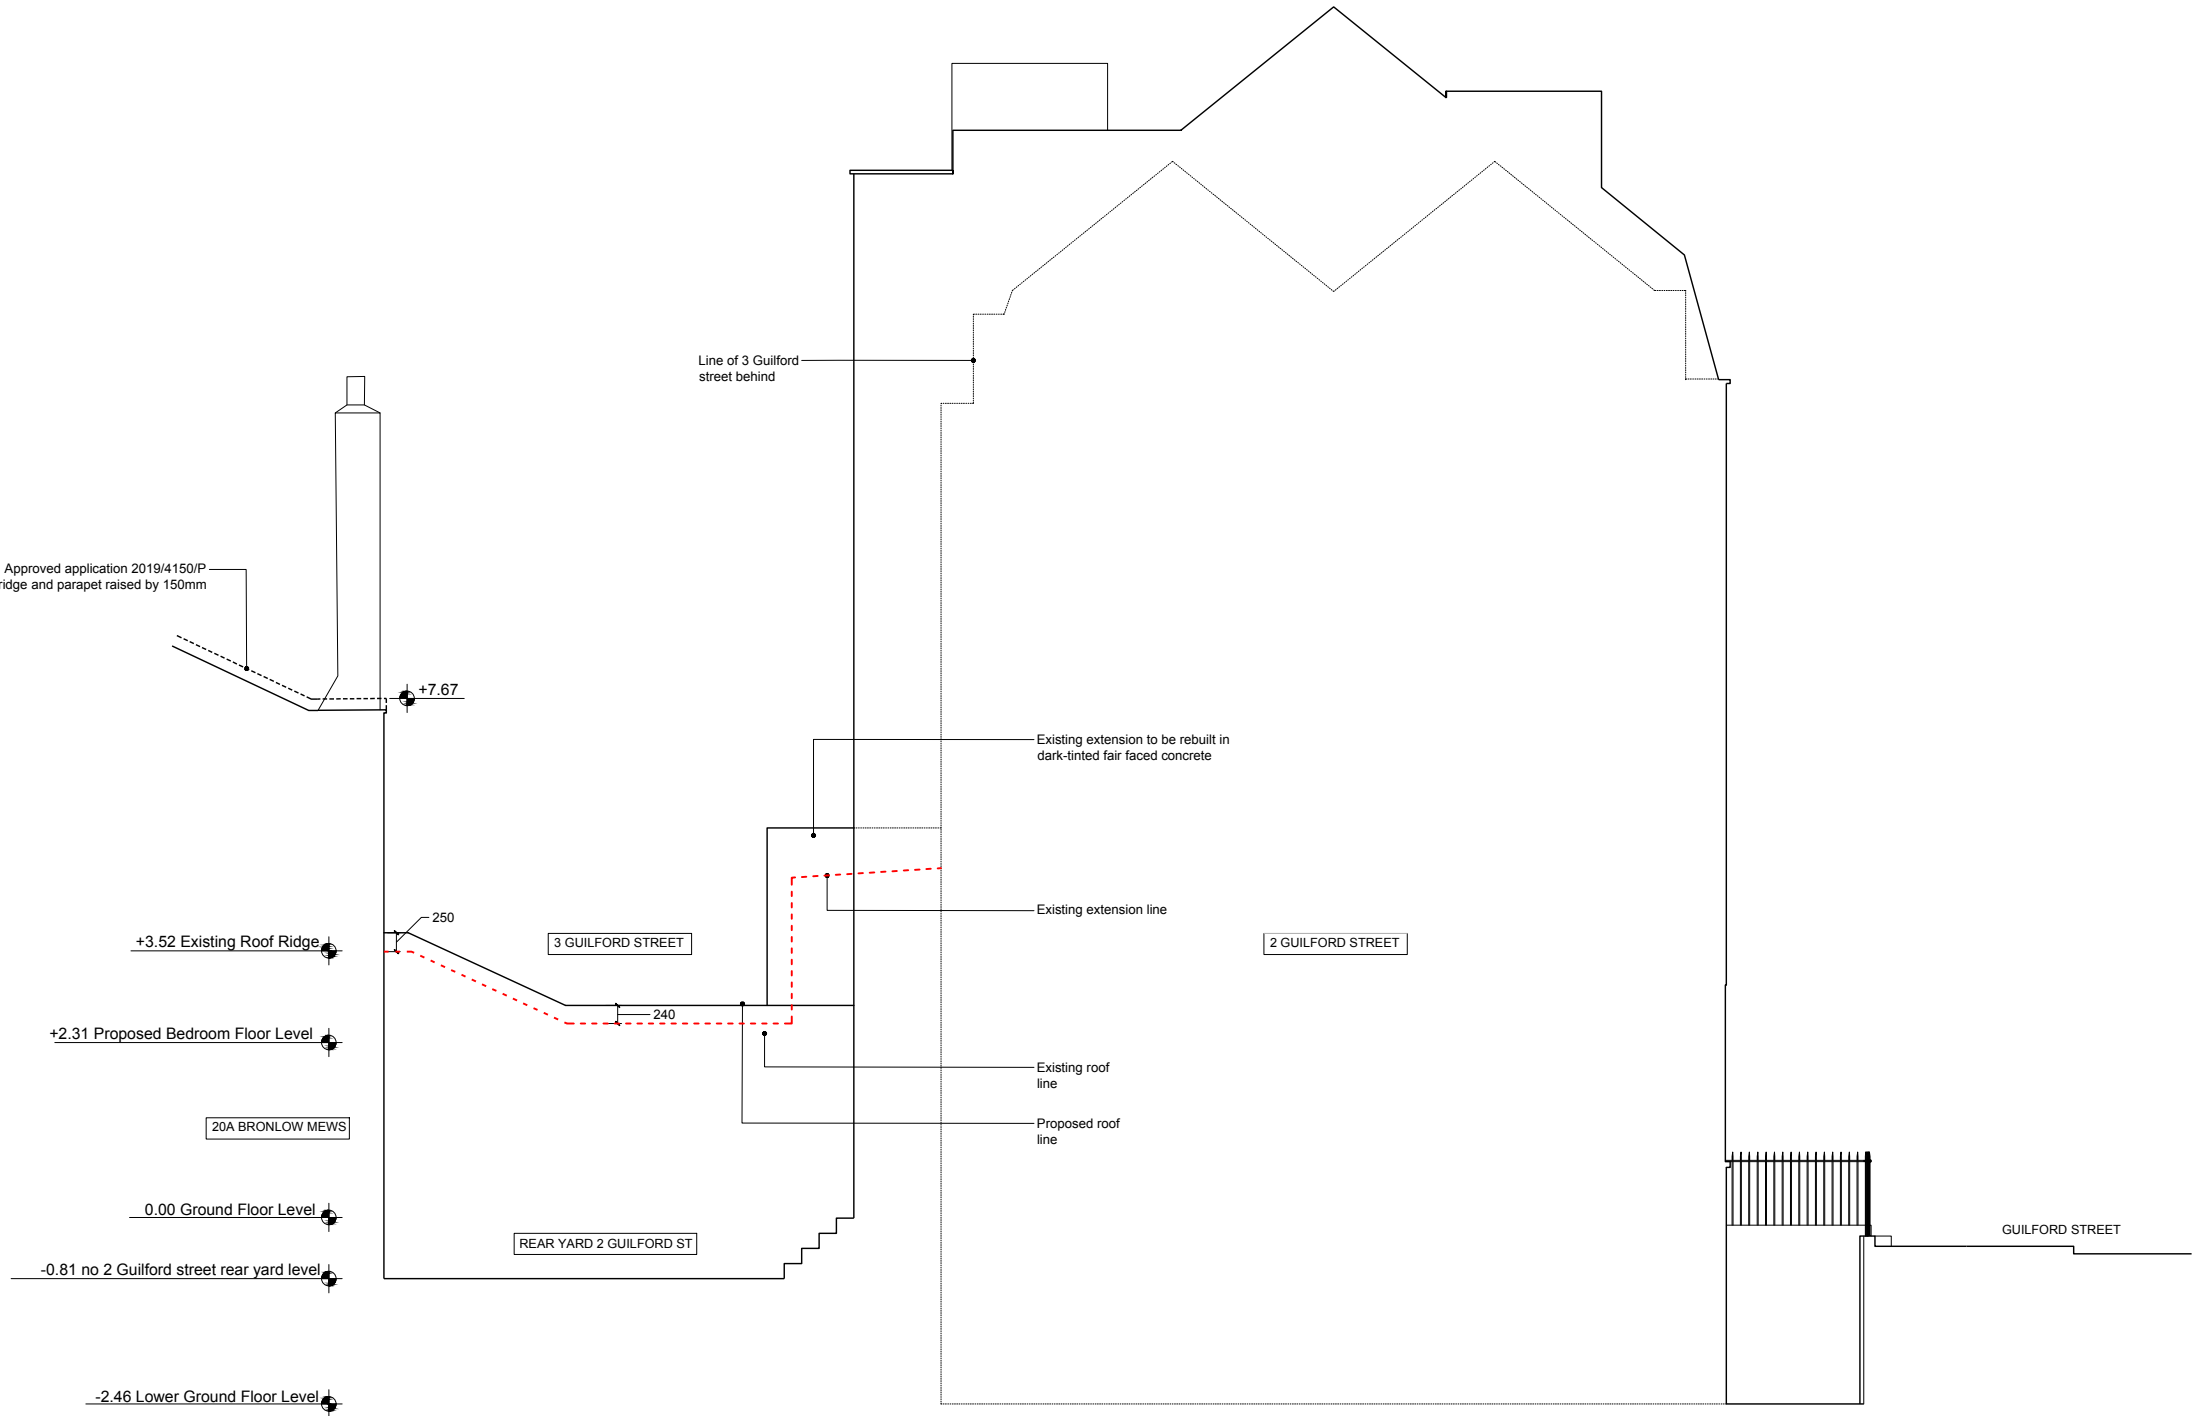 Line of 3 Guilford
street behind
Approved application 2019/4150/P
ridge and parapet raised by 150mm
+7.67
Existing extension to be rebuilt in
dark-tinted fair faced concrete
250
Existing extension line
+3.52 Existing Roof Ridge
3 GUILFORD STREET
2 GUILFORD STREET
240
+2.31 Proposed Bedroom Floor Level
Existing roof
line
20A BRONLOW MEWS
Proposed roof
line
0.00 Ground Floor Level
REAR YARD 2 GUILFORD ST
GUILFORD STREET
-0.81 no 2 Guilford street rear yard level
-2.46 Lower Ground Floor Level